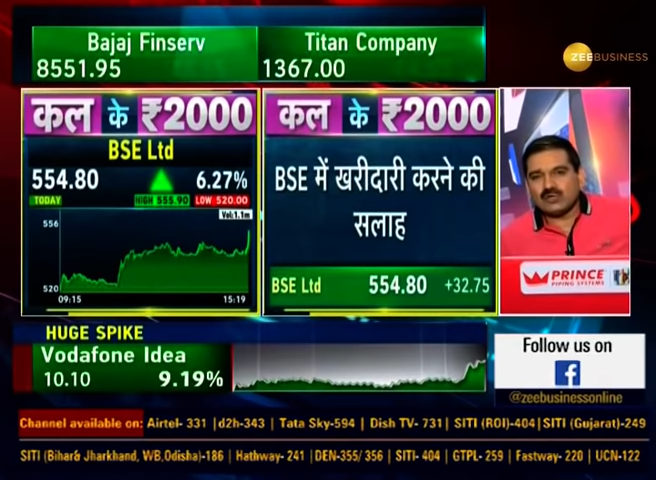 Bajaj Finserv
8551.95
Titan Company
1367.00
ZEEBUSINESS
कल के ₹2000
BSE Ltd
554.80 6.27%
TODAY HIGH 555.90 LOW 520.00
Vol:1.1m
556
520
09:15 15:19
कल के ₹2000
BSE में खरीदारी करने की
सलाह
BSE Ltd 554.80 +32.75
PRINCE
PIPING SYSTEMS
HUGE SPIKE
Vodafone Idea
10.10 9.19%
Follow us on
f
@zeebusinessonline
Channel available on: Airtel- 331 | d2h-343 | Tata Sky-594 | Dish TV- 731 | SITI (ROI)-404 | SITI (Gujarat)-249
SITI (Bihar& Jharkhand, WB,Odisha)-186 | Hathway- 241 | DEN-355/ 356 | SITI- 404 | GTPL- 259 | Fastway- 220 | UCN-122